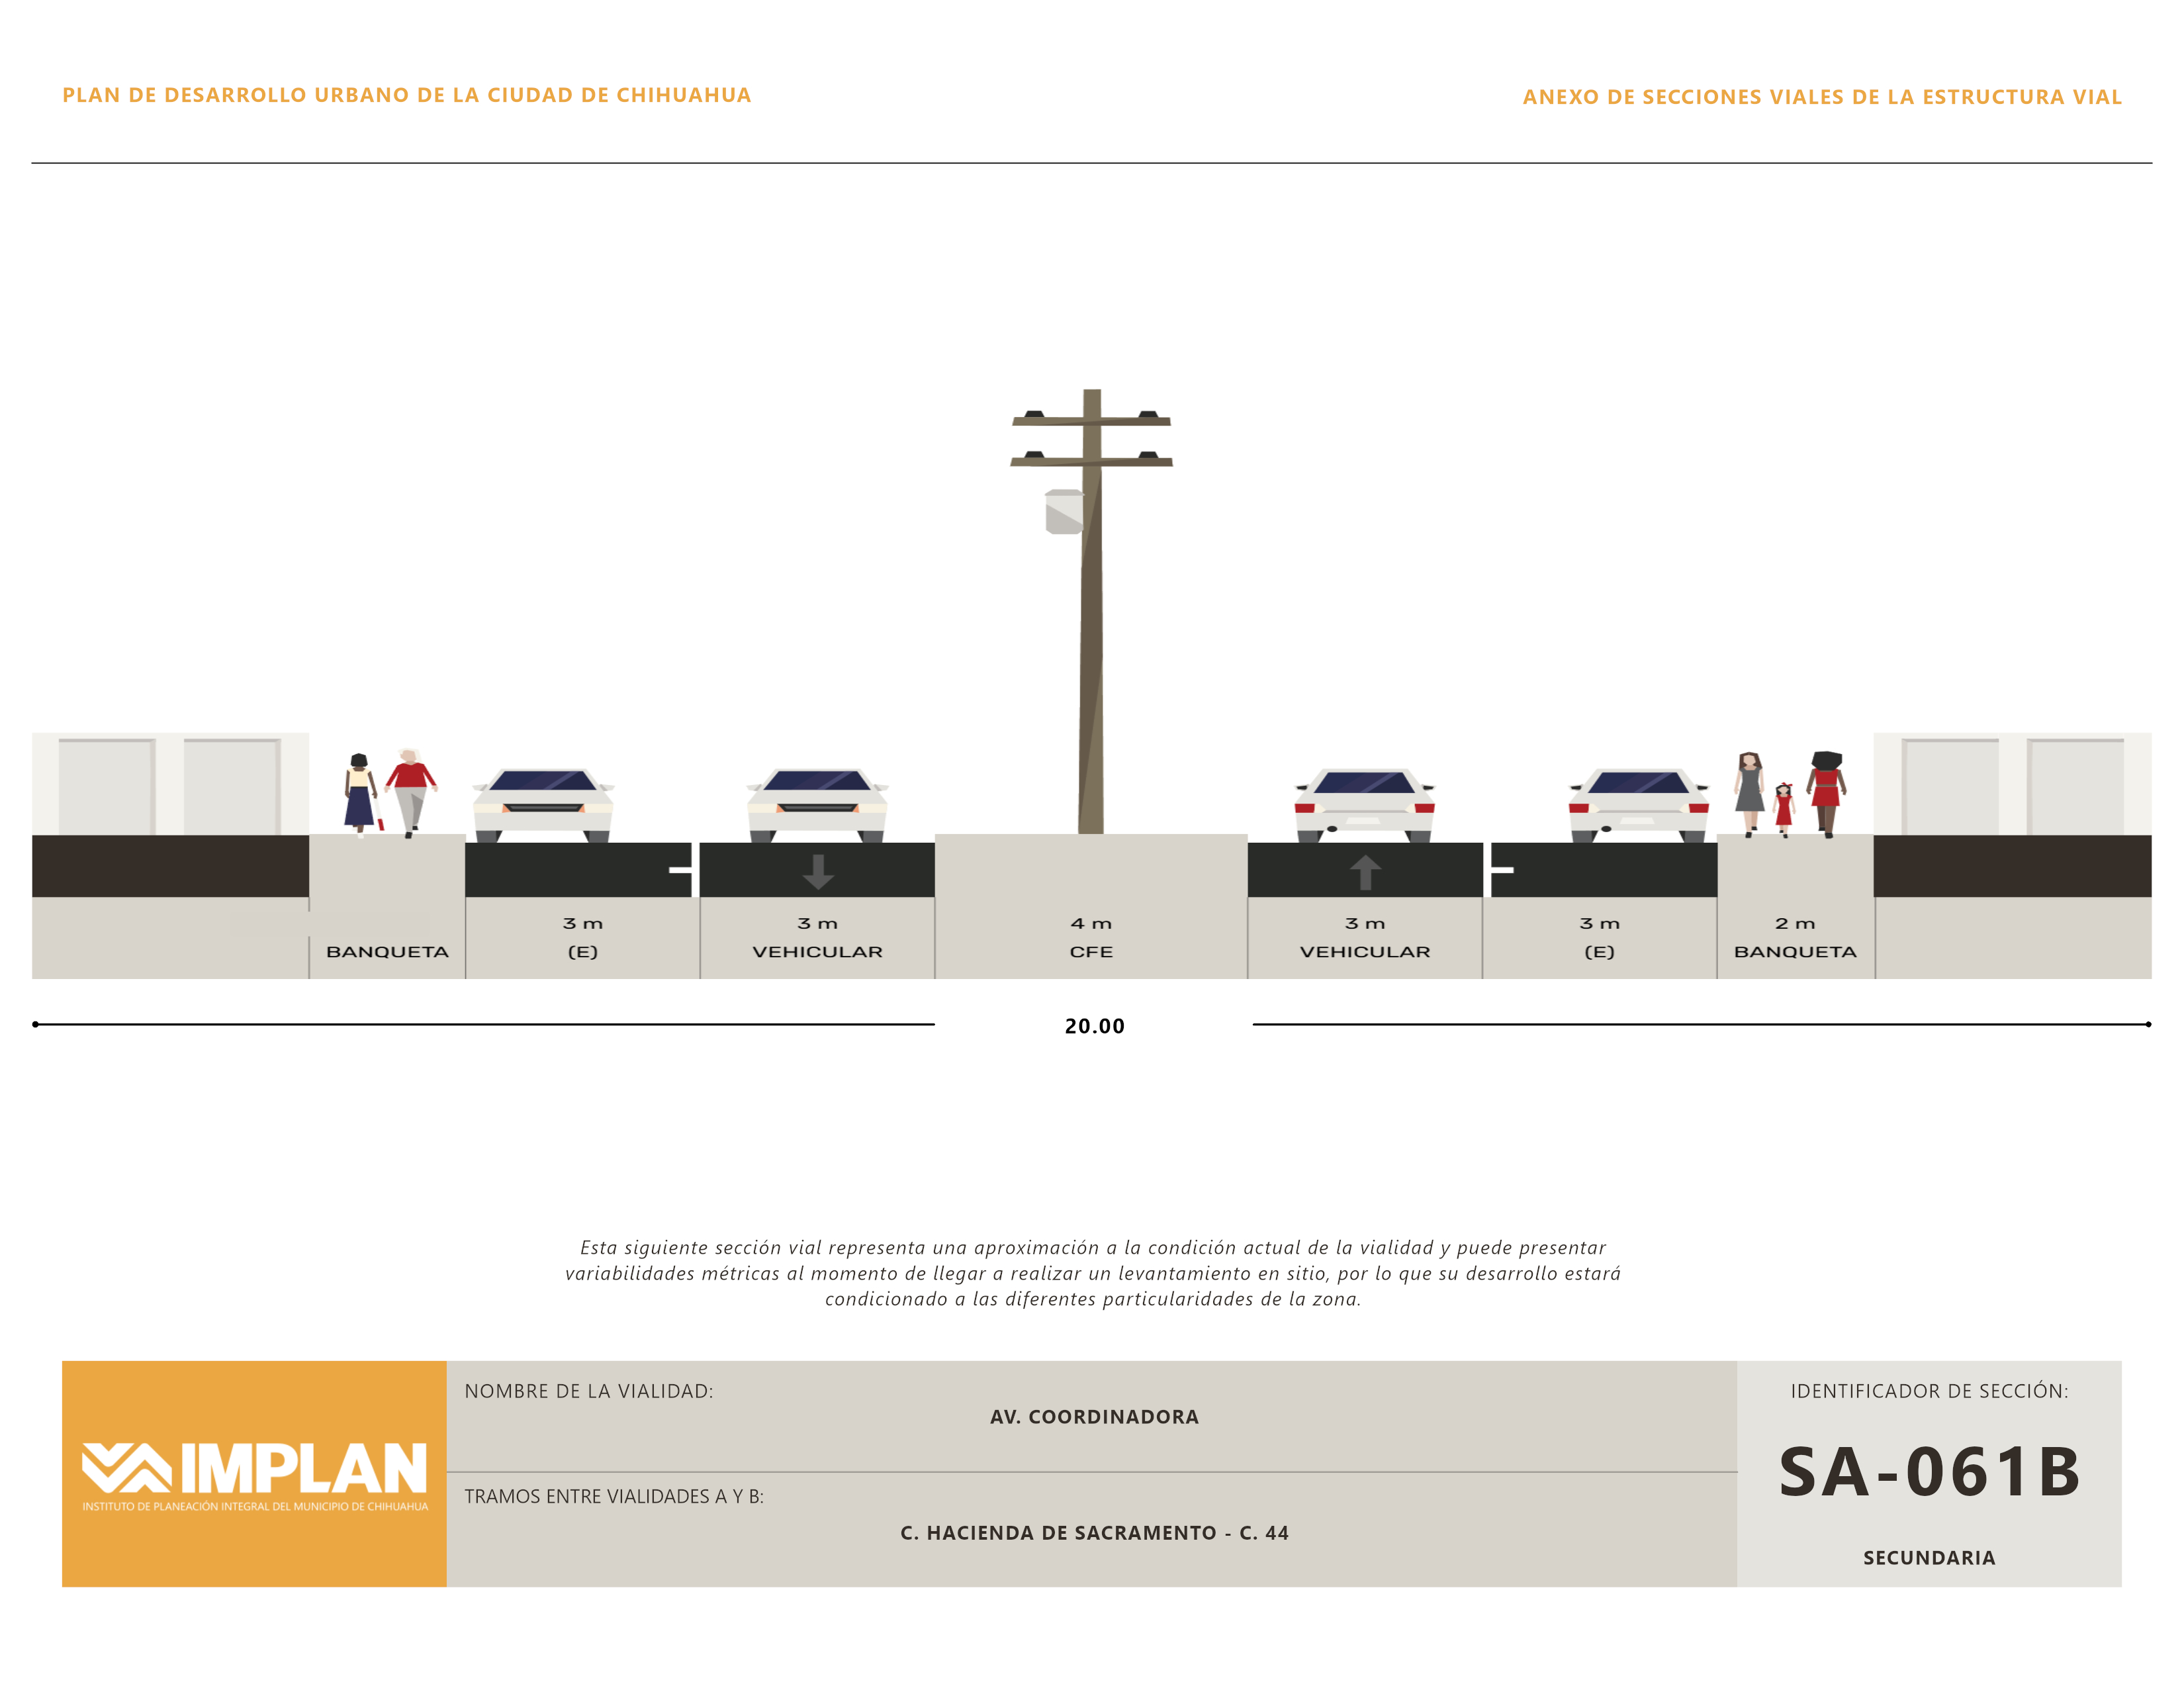 PLAN DE DESARROLLO URBANO DE LA CIUDAD DE CHIHUAHUA
ANEXO DE SECCIONES VIALES DE LA ESTRUCTURA VIAL
3 m 3 m 4 m 3 m 3 m 2 m
BANQUETA (E) VEHICULAR CFE VEHICULAR (E) BANQUETA
20.00
Esta siguiente sección vial representa una aproximación a la condición actual de la vialidad y puede presentar
variabilidades métricas al momento de llegar a realizar un levantamiento en sitio, por lo que su desarrollo estará
condicionado a las diferentes particularidades de la zona.
IMPLAN
INSTITUTO DE PLANEACIÓN INTEGRAL DEL MUNICIPIO DE CHIHUAHUA
NOMBRE DE LA VIALIDAD:
AV. COORDINADORA
TRAMOS ENTRE VIALIDADES A Y B:
C. HACIENDA DE SACRAMENTO - C. 44
IDENTIFICADOR DE SECCIÓN:
SA-061B
SECUNDARIA